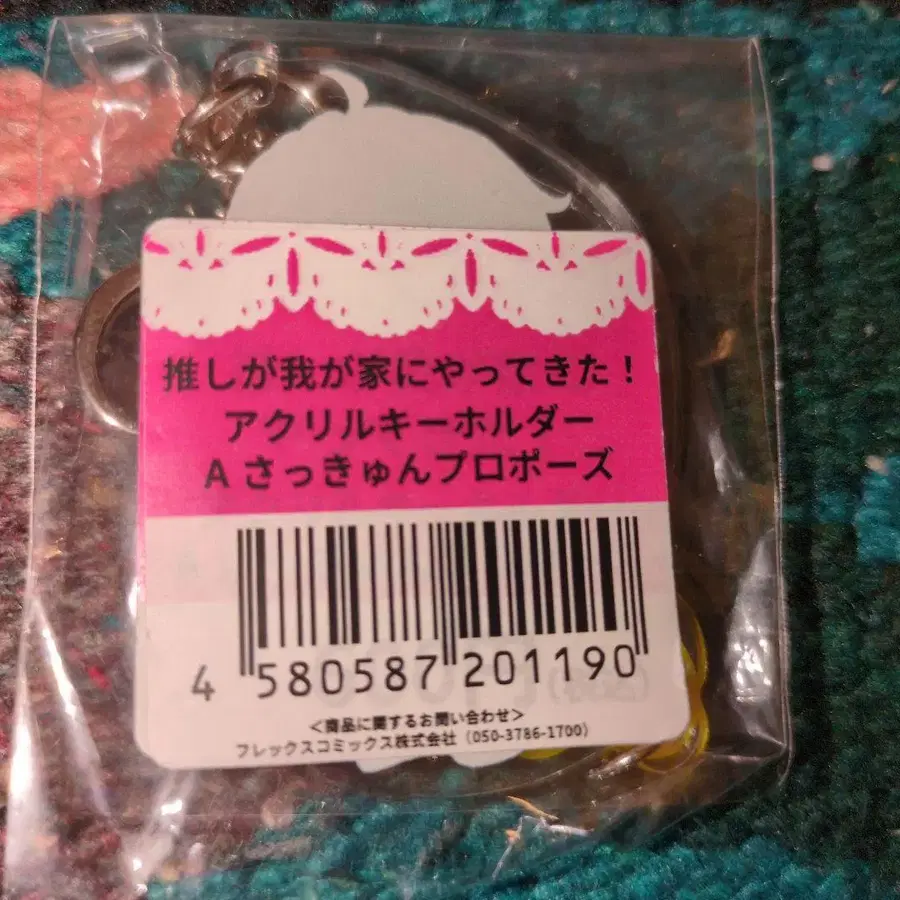 推しが我が家にやってきた！
アクリルキーホルダー
A さっきゅんプロポーズ
4 580587 201190
＜商品に関するお問い合わせ＞
フレックスコミックス株式会社（050-3786-1700）